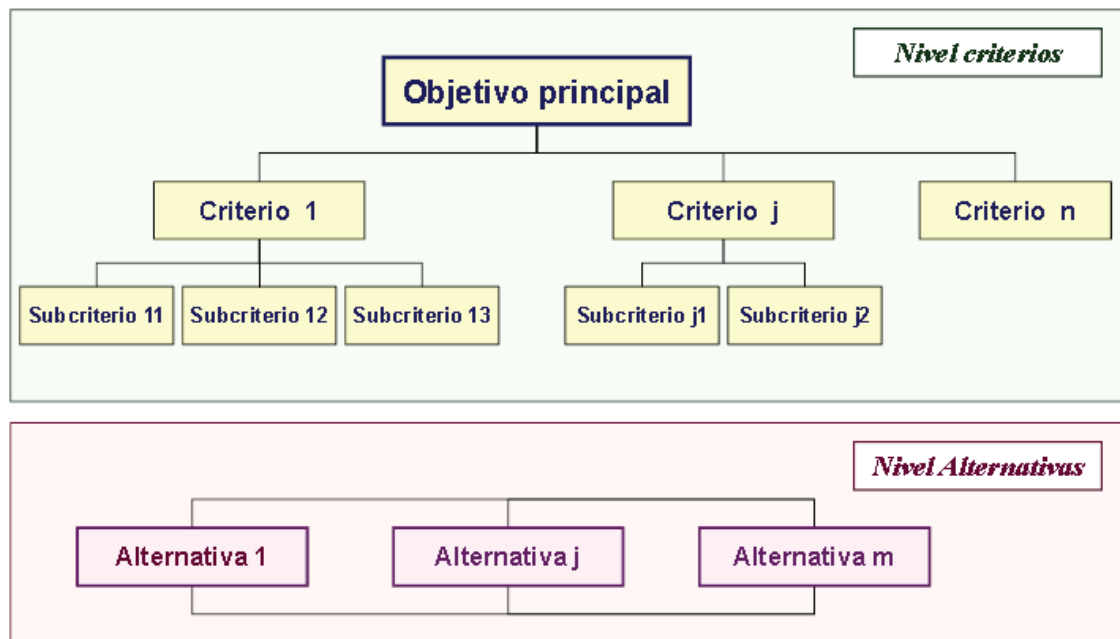 Nivel criterios
Objetivo principal
Criterio 1
Criterio j
Criterio n
Subcriterio 11
Subcriterio 12
Subcriterio 13
Subcriterio j1
Subcriterio j2
Nivel Alternativas
Alternativa 1
Alternativa j
Alternativa m